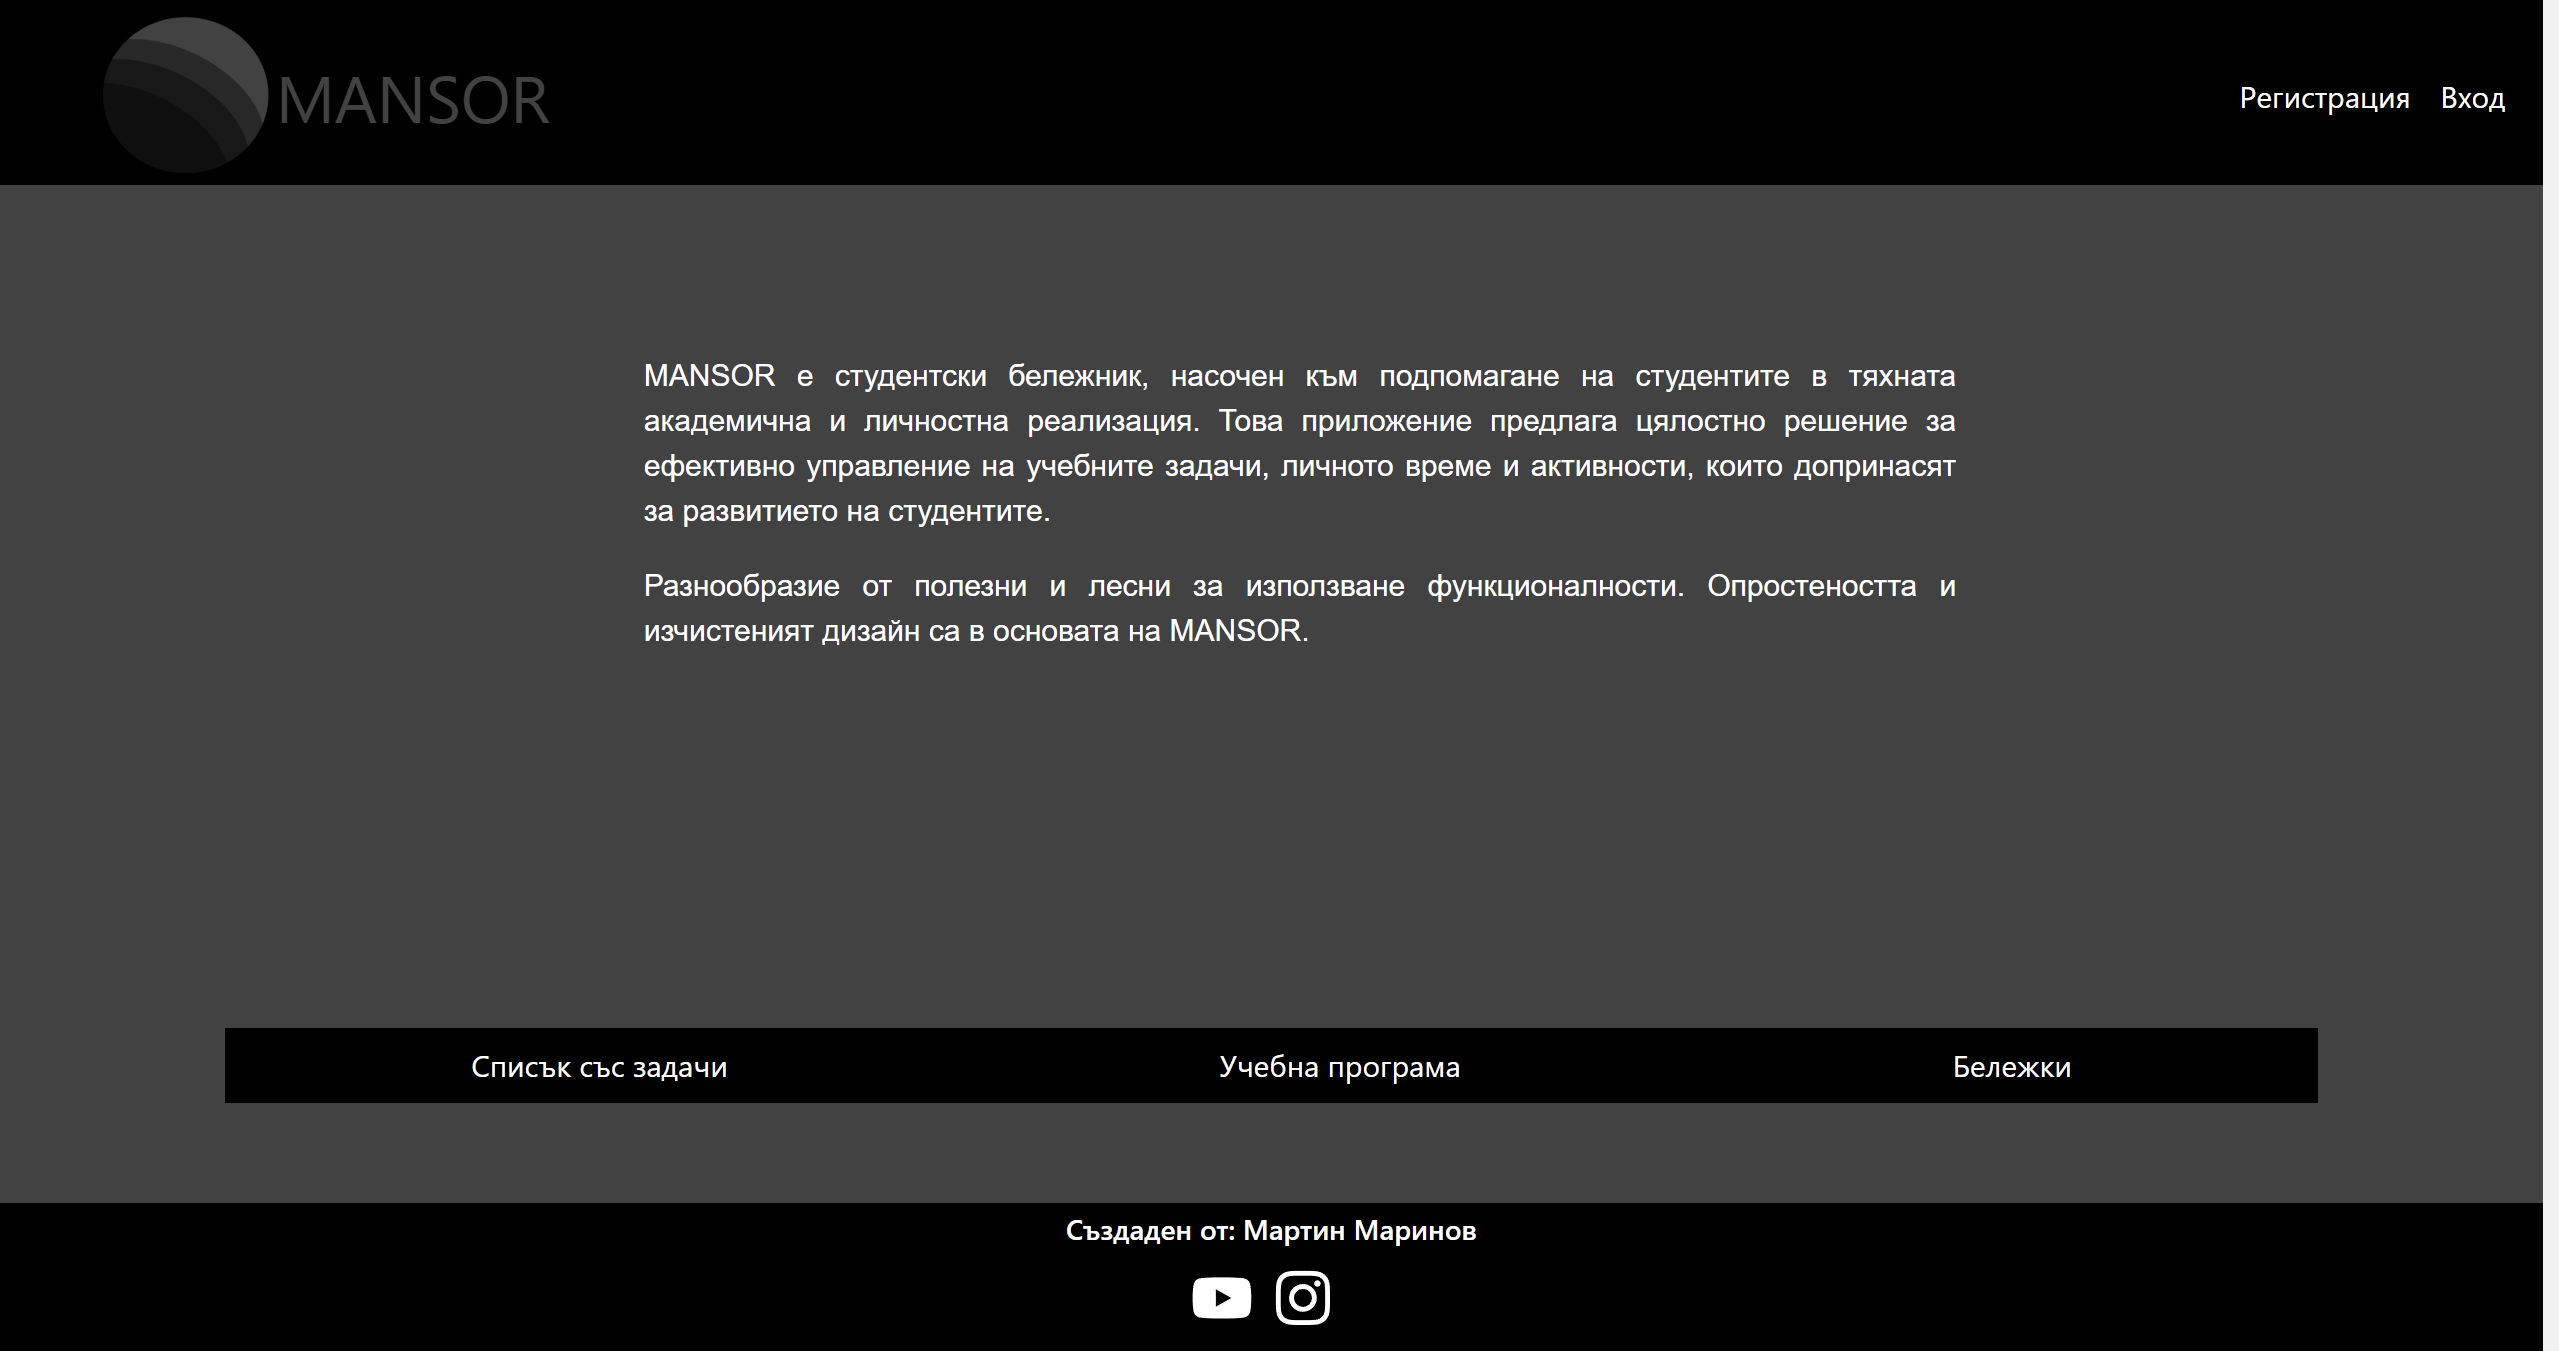 MANSOR
Регистрация Вход
MANSOR е студентски бележник, насочен към подпомагане на студентите в тяхната
академична и личностна реализация. Това приложение предлага цялостно решение за
ефективно управление на учебните задачи, личното време и активности, които допринасят
за развитието на студентите.
Разнообразие от полезни и лесни за използване функционалности. Опростеността и
изчистеният дизайн са в основата на MANSOR.
Списък със задачи Учебна програма Бележки
Създаден от: Мартин Маринов